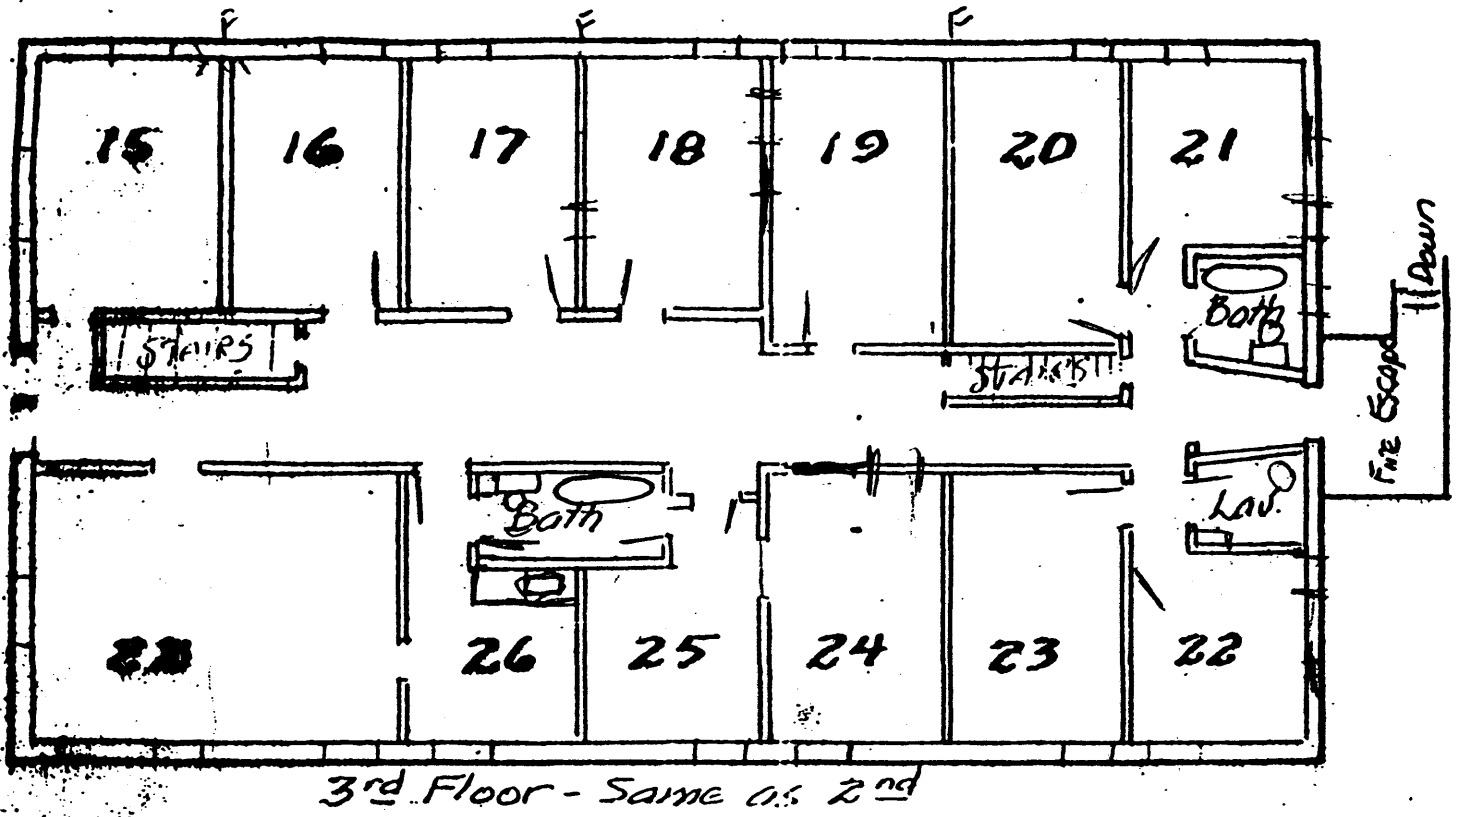 F F F
15 16 17 18 19 20 21
Down
Bath
STAIRS
STAIRS
Fire Escape
Bath
Lav.
26 25 24 23 22
3rd Floor - Same as 2nd